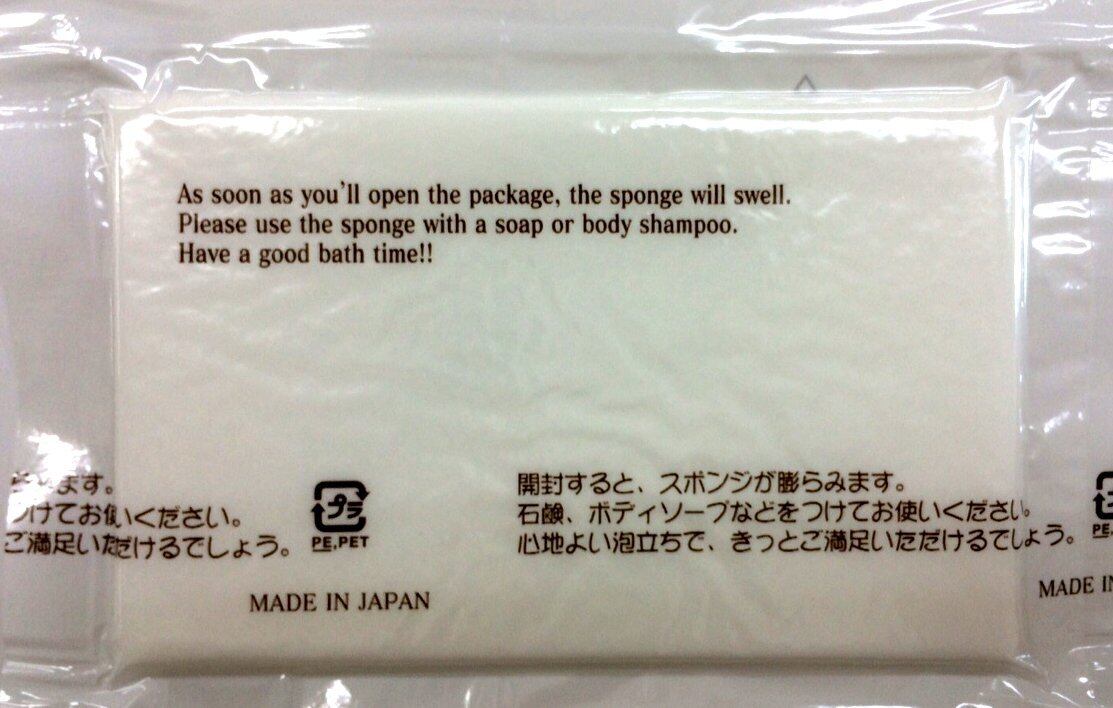 As soon as you'll open the package, the sponge will swell.
Please use the sponge with a soap or body shampoo.
Have a good bath time!!
ます。
つけてお使いください。
ご満足いただけるでしょう。
プラ
PE,PET
MADE IN JAPAN
開封すると、スポンジが膨らみます。
石鹸、ボディソープなどをつけてお使いください。
心地よい泡立ちで、きっとご満足いただけるでしょう。
PE,P
MADE IN